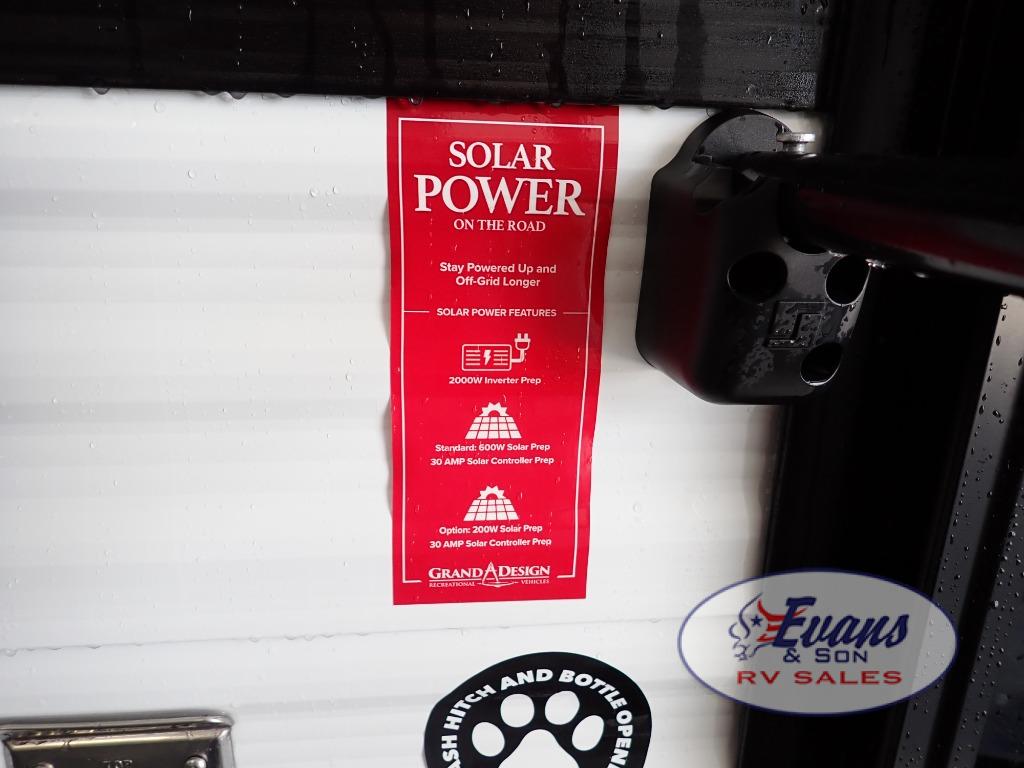 SOLAR
POWER
ON THE ROAD
Stay Powered Up and
Off-Grid Longer
SOLAR POWER FEATURES
2000W Inverter Prep
Standard: 600W Solar Prep
30 AMP Solar Controller Prep
Option: 200W Solar Prep
30 AMP Solar Controller Prep
GRAND DESIGN
RECREATIONAL VEHICLES
HITCH AND BOTTLE
Evans
& SON
RV SALES